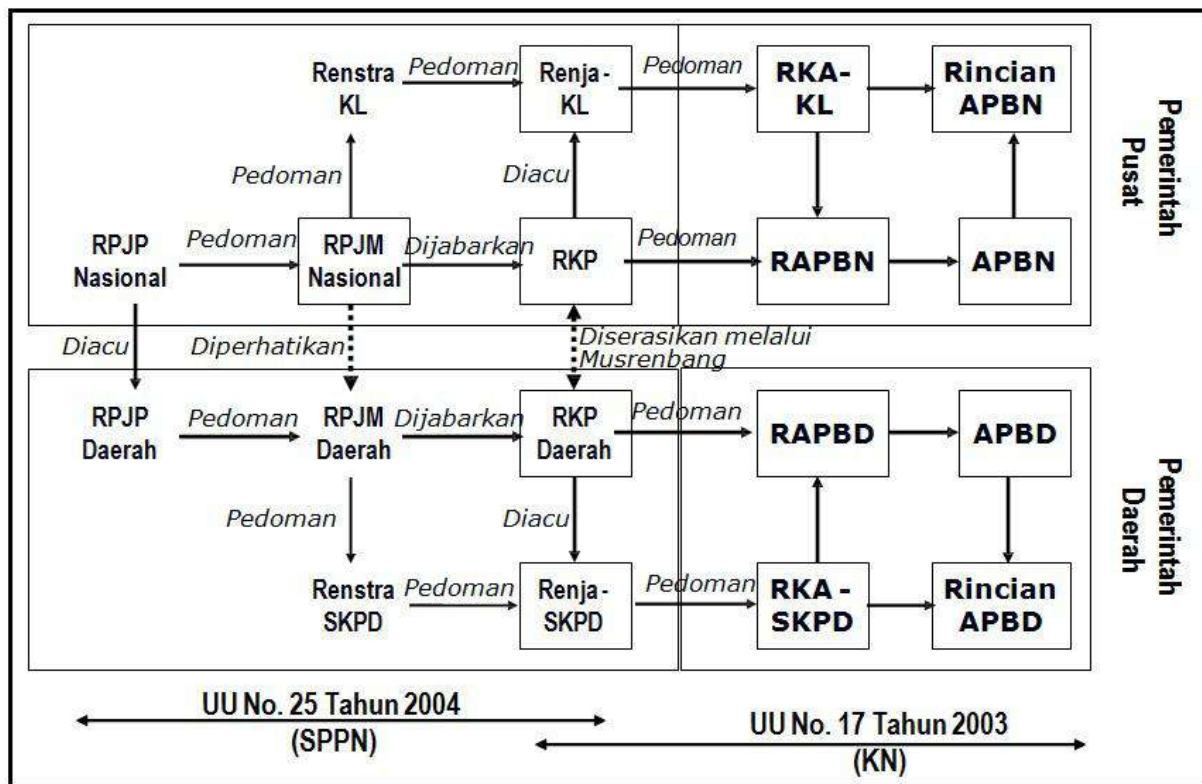 Renstra
KL
Pedoman
Renja -
KL
Pedoman
RKA-
KL
Rincian
APBN
Pemerintah
Pusat
Pedoman
Diacu
RPJP
Nasional
Pedoman
RPJM
Nasional
Dijabarkan
RKP
Pedoman
RAPBN
APBN
Diacu
Diperhatikan
Diserasikan melalui
Musrenbang
RPJP
Daerah
Pedoman
RPJM
Daerah
Dijabarkan
RKP
Daerah
Pedoman
RAPBD
APBD
Pemerintah
Daerah
Pedoman
Diacu
Renstra
SKPD
Pedoman
Renja -
SKPD
Pedoman
RKA -
SKPD
Rincian
APBD
UU No. 25 Tahun 2004
(SPPN)
UU No. 17 Tahun 2003
(KN)